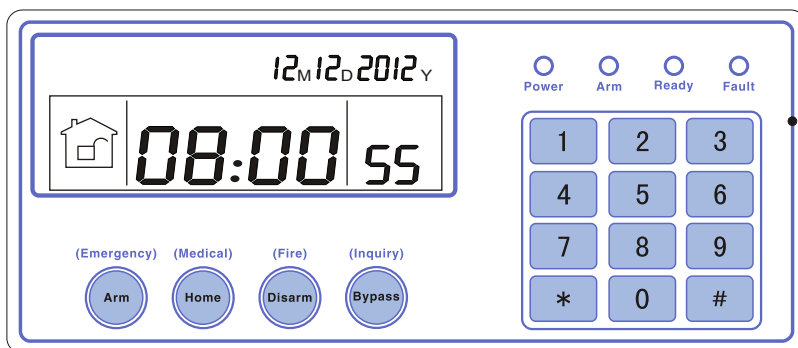 12M12D2012Y
08:00 55
Power Arm Ready Fault
1 2 3
4 5 6
7 8 9
* 0 #
(Emergency) (Medical) (Fire) (Inquiry)
Arm Home Disarm Bypass